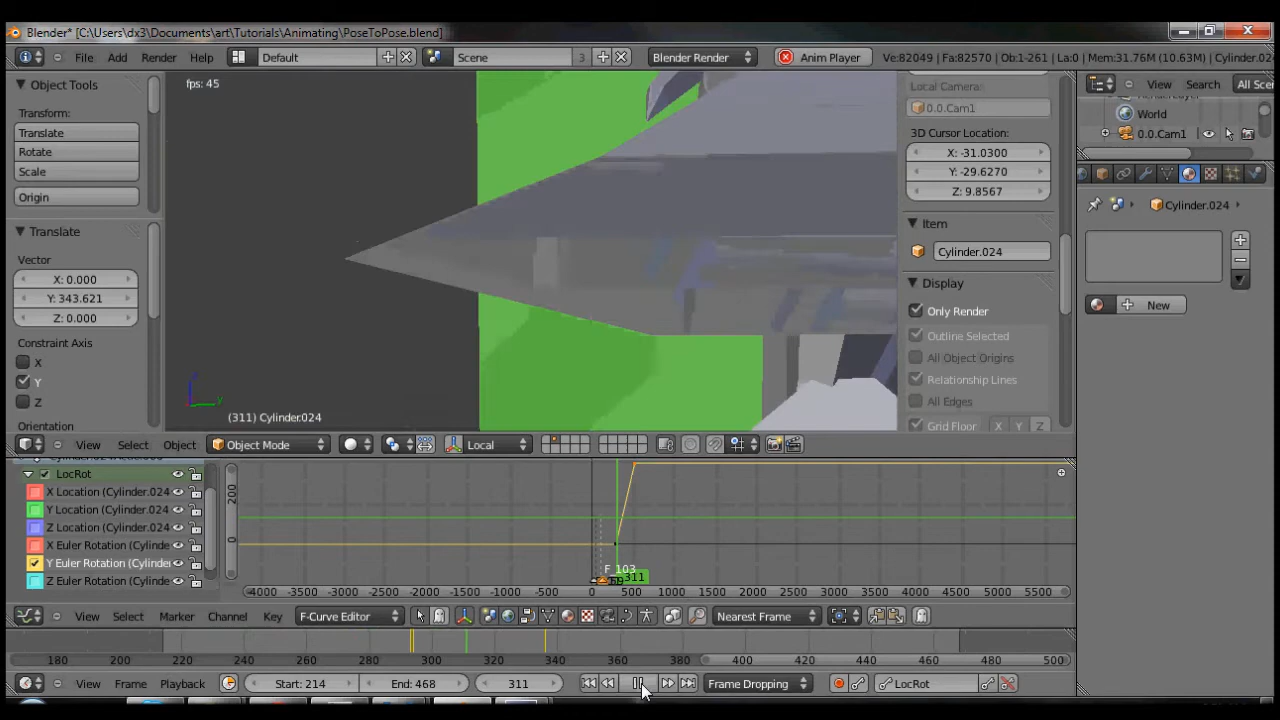 Blender* [C:\Users\dx3\Documents\art\Tutorials\Animating\PoseToPose.blend]
File Add Render Help Default Scene 3 Blender Render Anim Player Ve:82049 | Fa:82570 | Ob:1-261 | La:0 | Mem:31.76M (10.63M) | Cylinder.0
Object Tools
Transform:
Translate
Rotate
Scale
Origin
Translate
Vector
X: 0.000
Y: 343.621
Z: 0.000
Constraint Axis
X
Y
Z
Orientation
fps: 45
(311) Cylinder.024
Local Camera:
0.0.Cam1
3D Cursor Location:
X: -31.0300
Y: -29.6270
Z: 9.8567
Item
Cylinder.024
Display
Only Render
Outline Selected
All Object Origins
Relationship Lines
All Edges
Grid Floor X Y Z
View Search All Sce
World
0.0.Cam1
Cylinder.024
New
View Select Object Object Mode Local
LocRot
X Location (Cylinder.024
Y Location (Cylinder.024
Z Location (Cylinder.024
X Euler Rotation (Cylinde
Y Euler Rotation (Cylinde
Z Euler Rotation (Cylinde
200
0
F_103
311
-4000 -3500 -3000 -2500 -2000 -1500 -1000 -500 0 500 1000 1500 2000 2500 3000 3500 4000 4500 5000 5500
View Select Marker Channel Key F-Curve Editor Nearest Frame
180 200 220 240 260 280 300 320 340 360 380 400 420 440 460 480 500
View Frame Playback Start: 214 End: 468 311 Frame Dropping LocRot